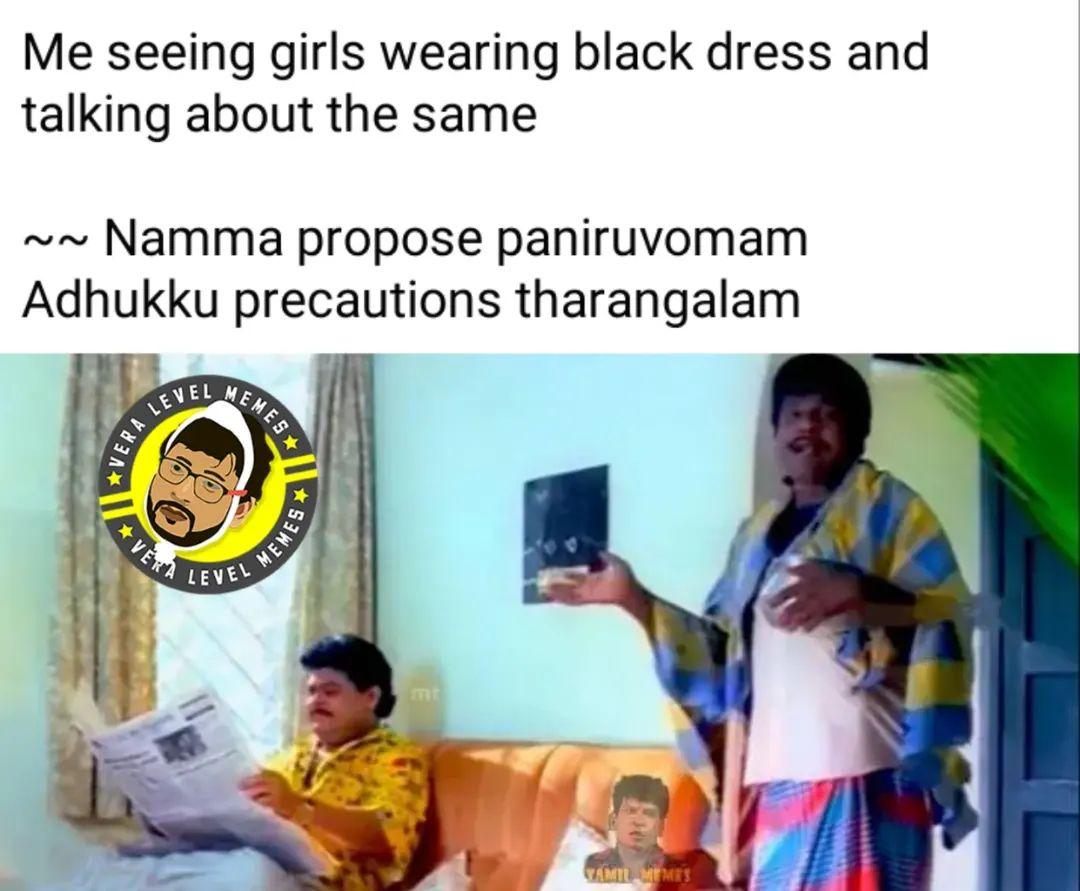 Me seeing girls wearing black dress and
talking about the same
~~ Namma propose paniruvomam
Adhukku precautions tharangalam
VERA LEVEL MEMES
VERA LEVEL MEMES
mr
TAMIL MEMES